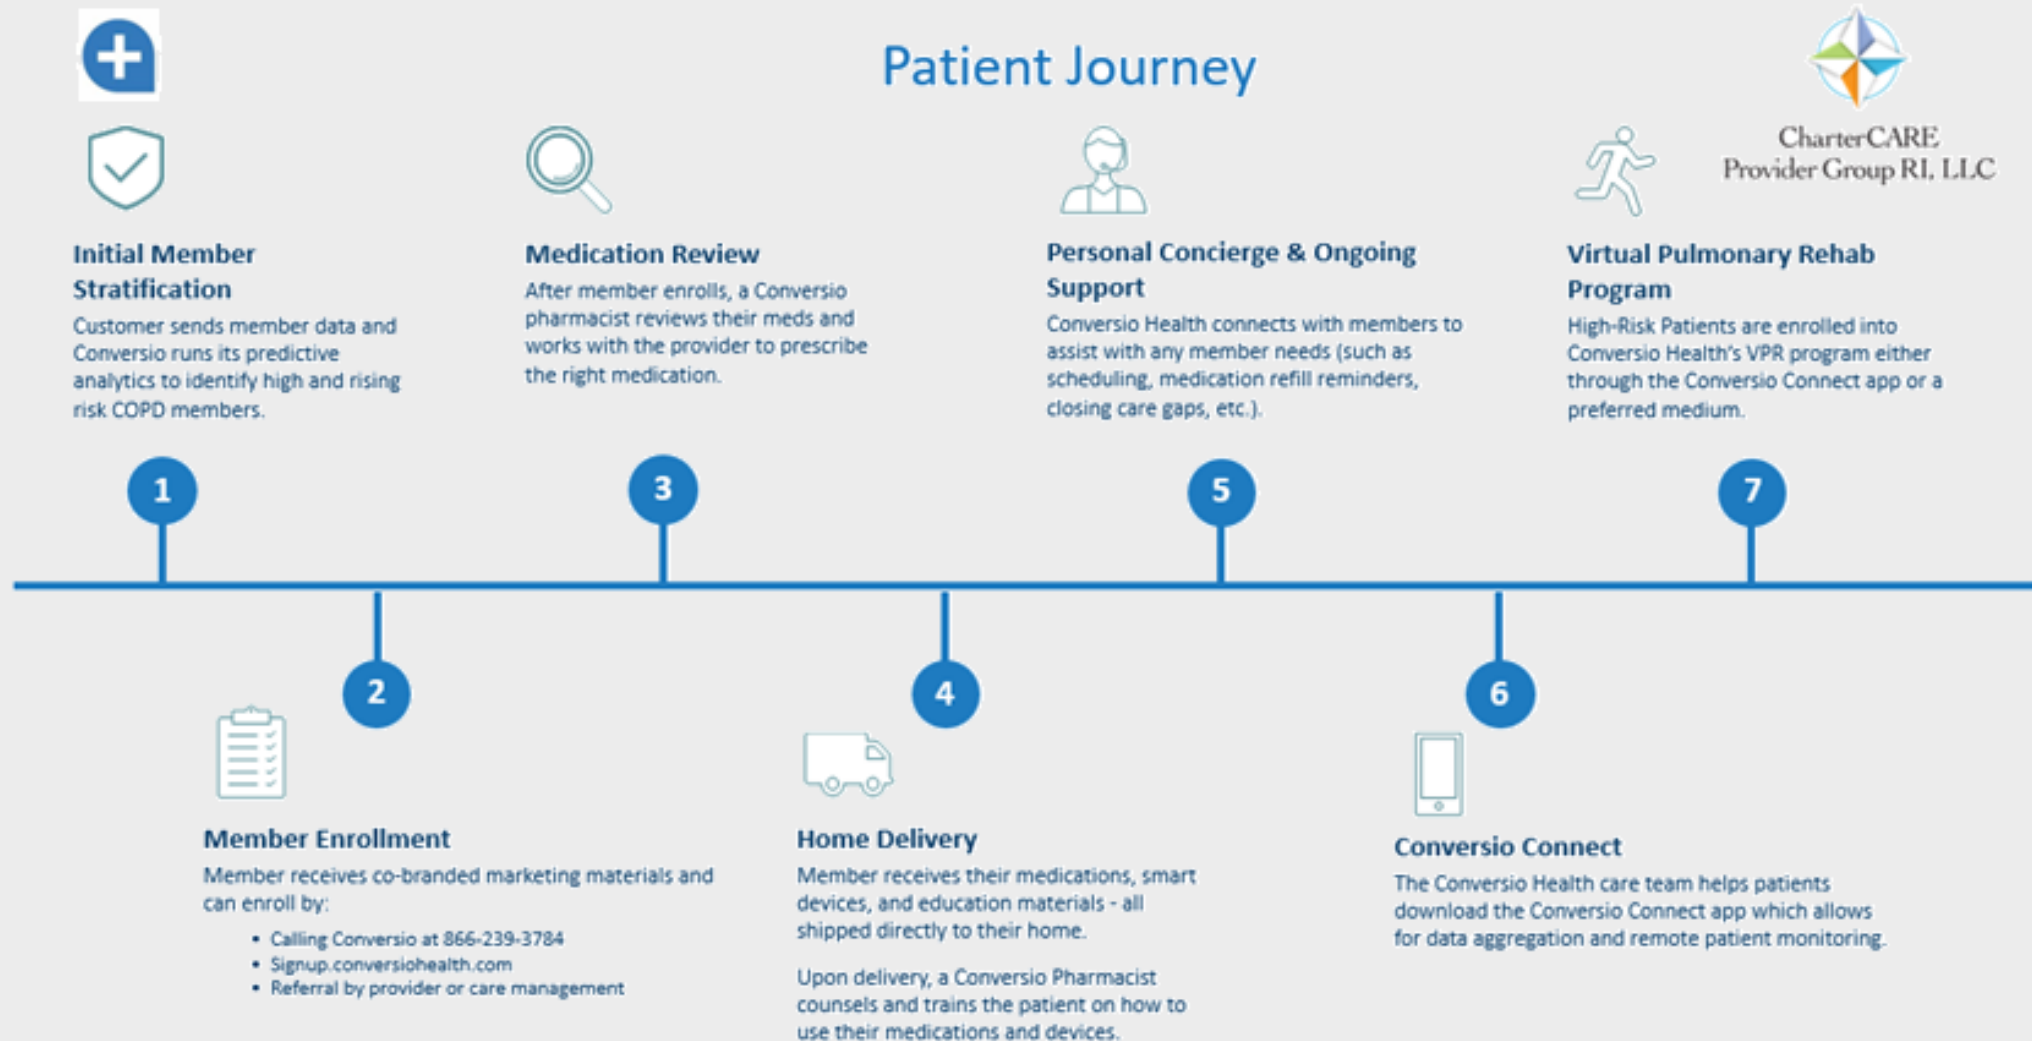 Patient Journey
CharterCARE
Provider Group RI, LLC
Initial Member
Stratification
Customer sends member data and
Conversio runs its predictive
analytics to identify high and rising
risk COPD members.
1
Member Enrollment
Member receives co-branded marketing materials and
can enroll by:
• Calling Conversio at 866-239-3784
• Signup.conversiohealth.com
• Referral by provider or care management
2
Medication Review
After member enrolls, a Conversio
pharmacist reviews their meds and
works with the provider to prescribe
the right medication.
3
Home Delivery
Member receives their medications, smart
devices, and education materials - all
shipped directly to their home.
Upon delivery, a Conversio Pharmacist
counsels and trains the patient on how to
use their medications and devices.
4
Personal Concierge & Ongoing
Support
Conversio Health connects with members to
assist with any member needs (such as
scheduling, medication refill reminders,
closing care gaps, etc.).
5
Conversio Connect
The Conversio Health care team helps patients
download the Conversio Connect app which allows
for data aggregation and remote patient monitoring.
6
Virtual Pulmonary Rehab
Program
High-Risk Patients are enrolled into
Conversio Health's VPR program either
through the Conversio Connect app or a
preferred medium.
7